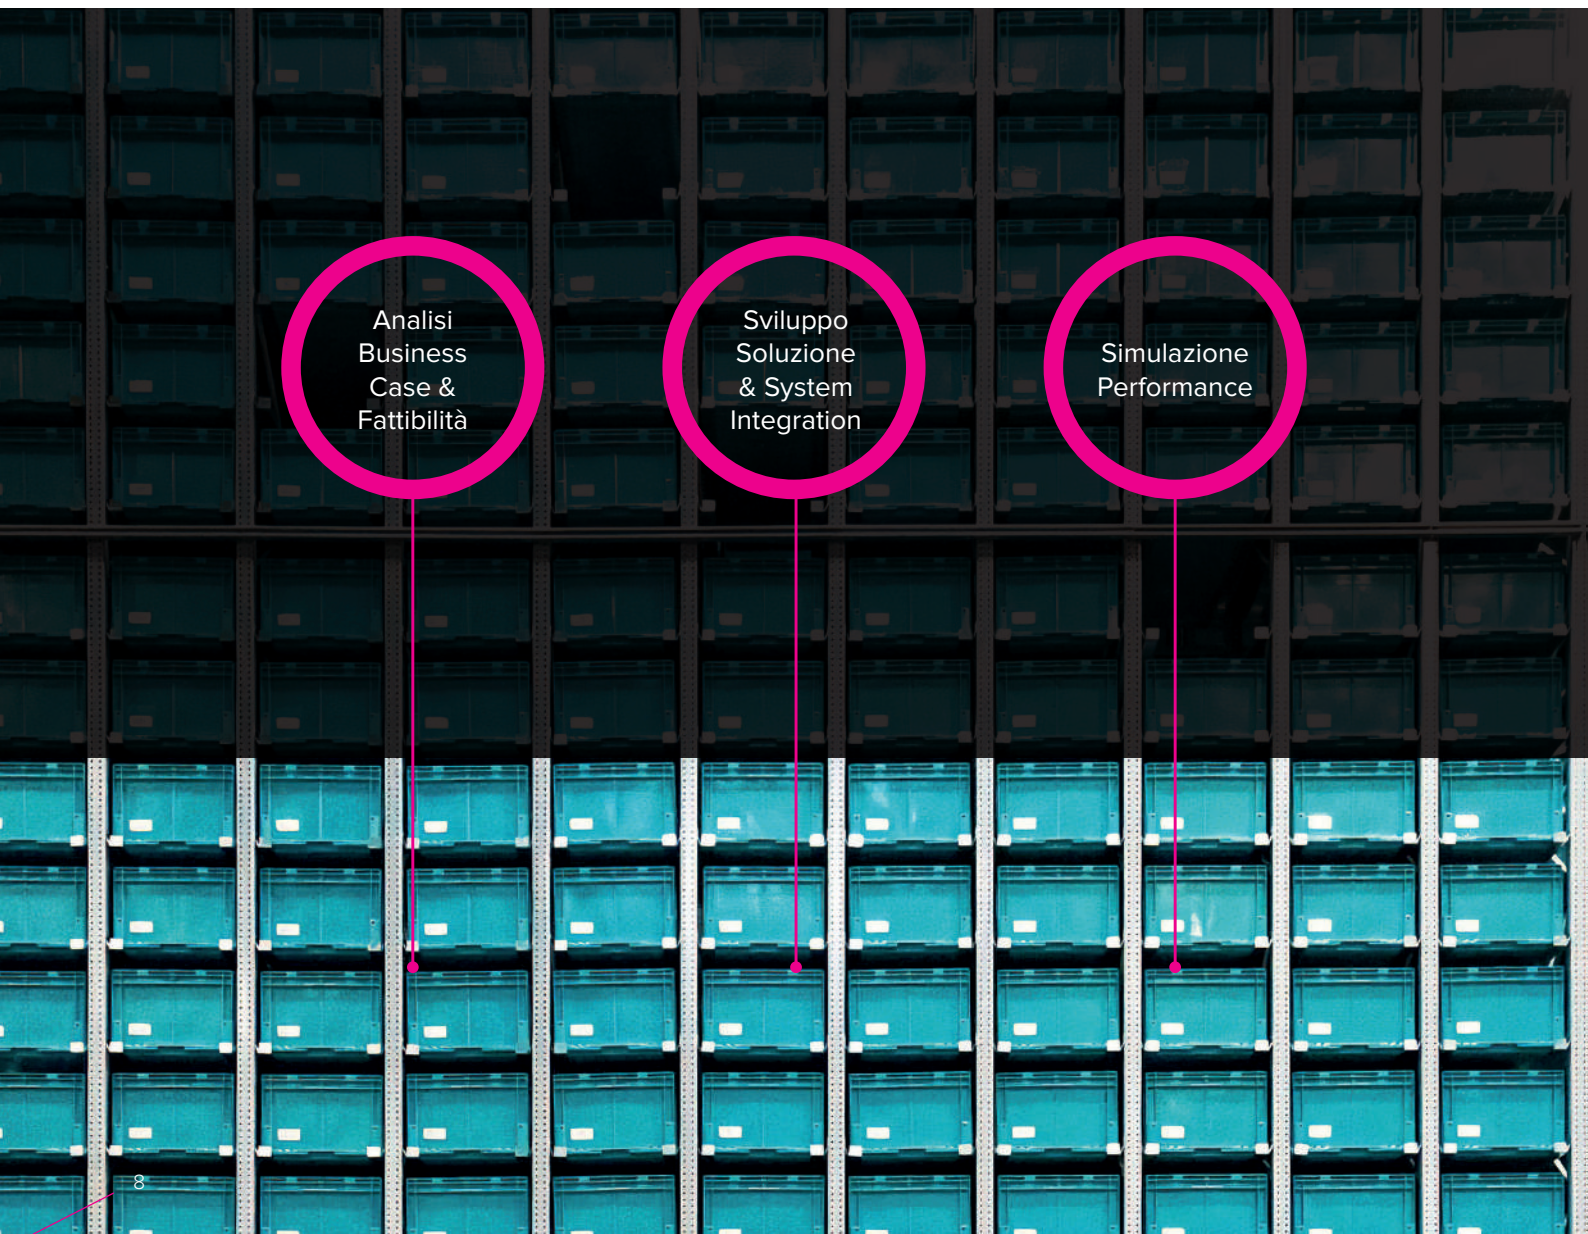 Analisi
Business
Case &
Fattibilità
Sviluppo
Soluzione
& System
Integration
Simulazione
Performance
8